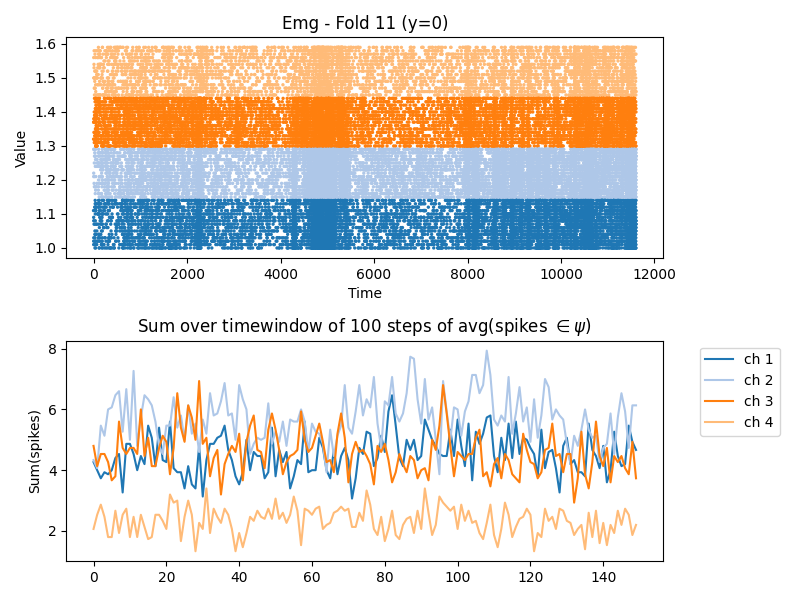 Emg - Fold 11 (y=0)
1.6
1.5
1.4
1.3
1.2
1.1
1.0
Value
0 2000 4000 6000 8000 10000 12000
Time
Sum over timewindow of 100 steps of avg(spikes ∈ψ)
8
6
4
2
Sum(spikes)
0 20 40 60 80 100 120 140
ch 1
ch 2
ch 3
ch 4